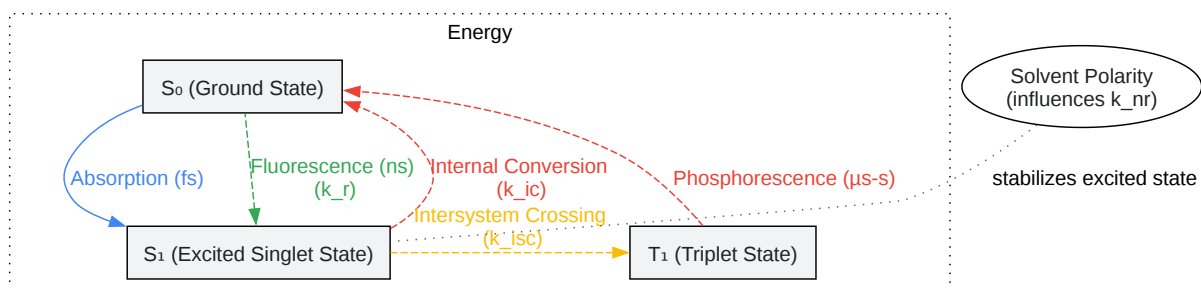 Energy
S₀ (Ground State)
Solvent Polarity
(influences k_nr)
Absorption (fs)
Fluorescence (ns)
(k_r)
Internal Conversion
(k_ic)
Phosphorescence (µs-s)
stabilizes excited state
Intersystem Crossing
(k_isc)
S₁ (Excited Singlet State)
T₁ (Triplet State)